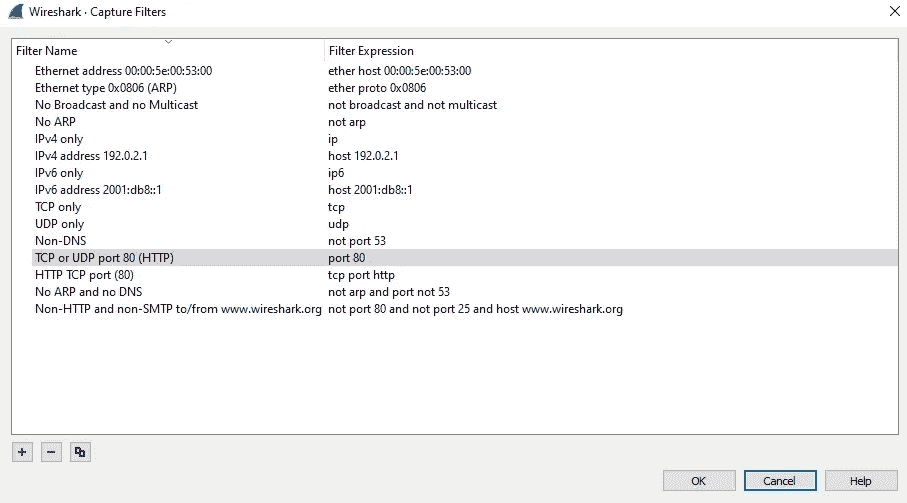 Wireshark · Capture Filters
Filter Name Filter Expression
Ethernet address 00:00:5e:00:53:00 ether host 00:00:5e:00:53:00
Ethernet type 0x0806 (ARP) ether proto 0x0806
No Broadcast and no Multicast not broadcast and not multicast
No ARP not arp
IPv4 only ip
IPv4 address 192.0.2.1 host 192.0.2.1
IPv6 only ip6
IPv6 address 2001:db8::1 host 2001:db8::1
TCP only tcp
UDP only udp
Non-DNS not port 53
TCP or UDP port 80 (HTTP) port 80
HTTP TCP port (80) tcp port http
No ARP and no DNS not arp and port not 53
Non-HTTP and non-SMTP to/from www.wireshark.org not port 80 and not port 25 and host www.wireshark.org
OK Cancel Help